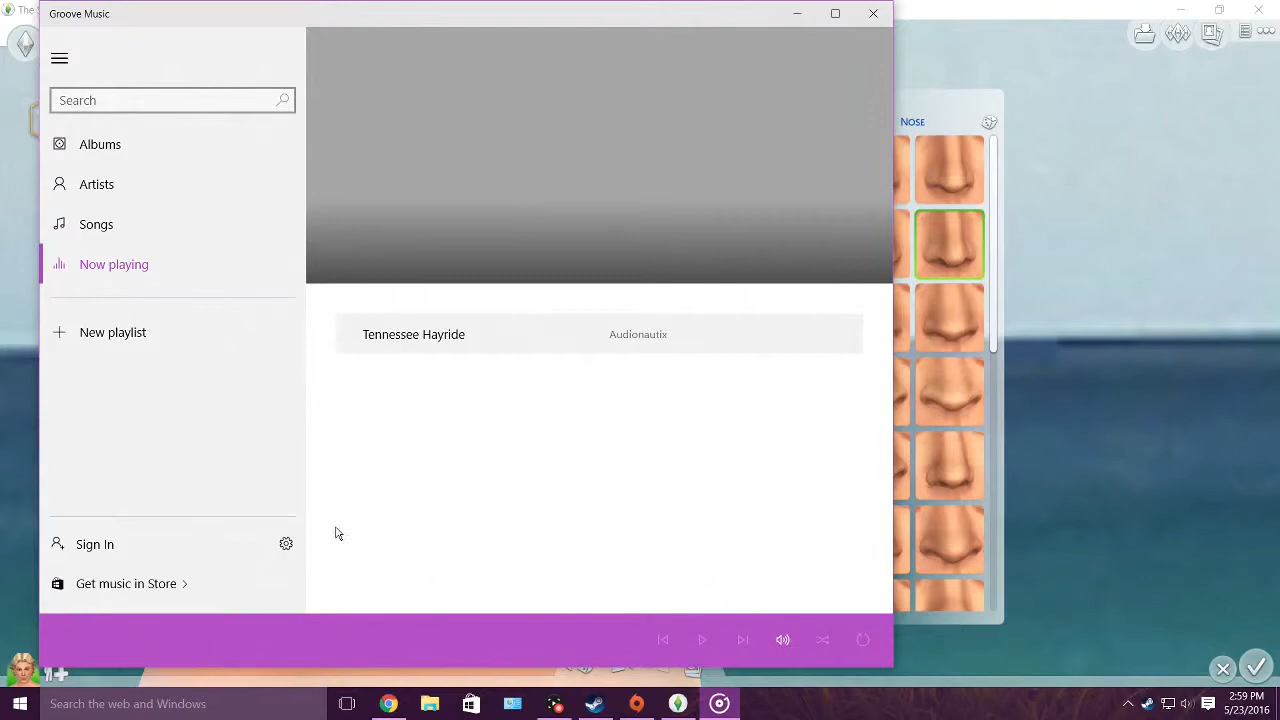 The S
Groove Music
Search
Albums
Artists
Songs
Now playing
New playlist
Tennessee Hayride Audionautix
Sign In
Get music in Store
NOSE
Search the web and Windows
2:59 PM
5/23/2016